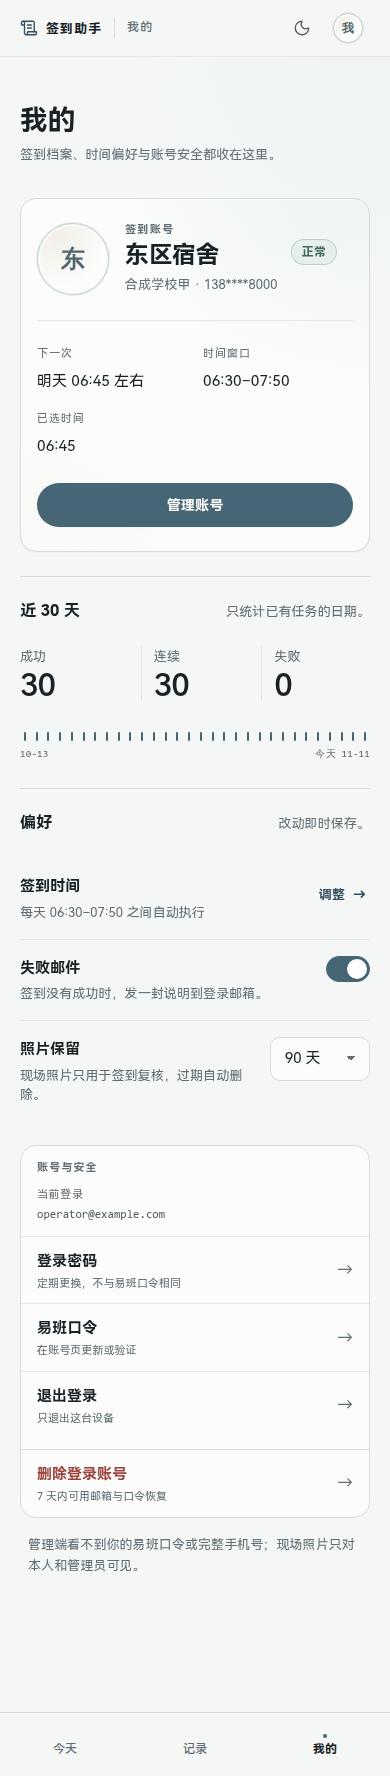 签到助手 我的 我
我的
签到档案、时间偏好与账号安全都收在这里。
东
签到账号
东区宿舍
正常
合成学校甲 · 138****8000
下一次 时间窗口
明天 06:45 左右 06:30–07:50
已选时间
06:45
管理账号
近 30 天 只统计已有任务的日期。
成功 连续 失败
30 30 0
10-13 今天 11-11
偏好 改动即时保存。
签到时间
每天 06:30–07:50 之间自动执行
调整 →
失败邮件
签到没有成功时，发一封说明到登录邮箱。
照片保留
现场照片只用于签到复核，过期自动删
除。
90 天
账号与安全
当前登录
operator@example.com
登录密码
定期更换，不与易班口令相同
→
易班口令
在账号页更新或验证
→
退出登录
只退出这台设备
→
删除登录账号
7 天内可用邮箱与口令恢复
→
管理端看不到你的易班口令或完整手机号；现场照片只对
本人和管理员可见。
今天 记录 我的